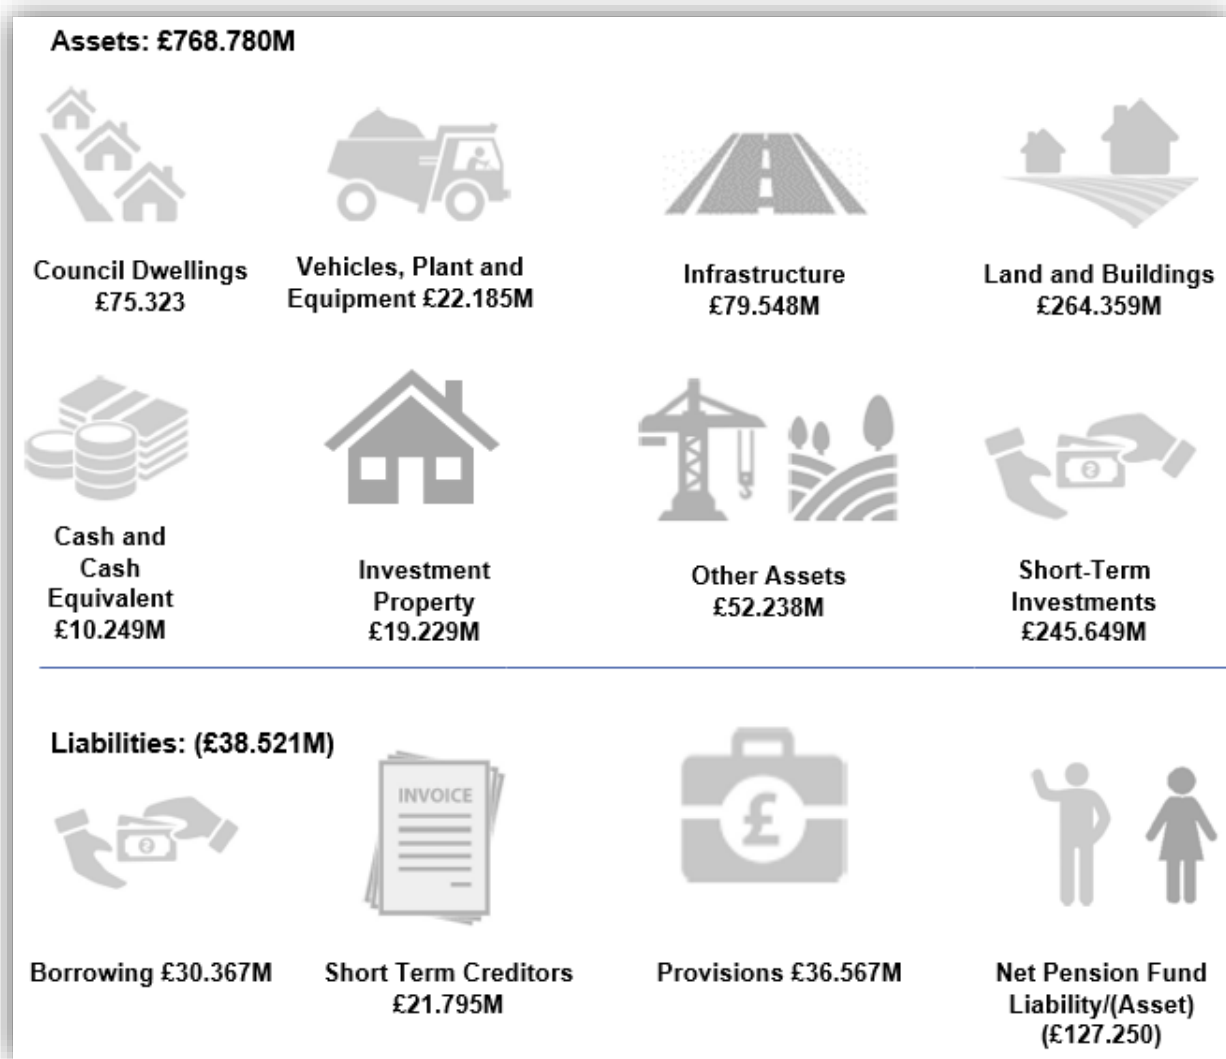 Assets: £768.780M
Council Dwellings
£75.323
Vehicles, Plant and
Equipment £22.185M
Infrastructure
£79.548M
Land and Buildings
£264.359M
Cash and
Cash
Equivalent
£10.249M
Investment
Property
£19.229M
Other Assets
£52.238M
Short-Term
Investments
£245.649M
Liabilities: (£38.521M)
INVOICE
£
Borrowing £30.367M
Short Term Creditors
£21.795M
Provisions £36.567M
Net Pension Fund
Liability/(Asset)
(£127.250)